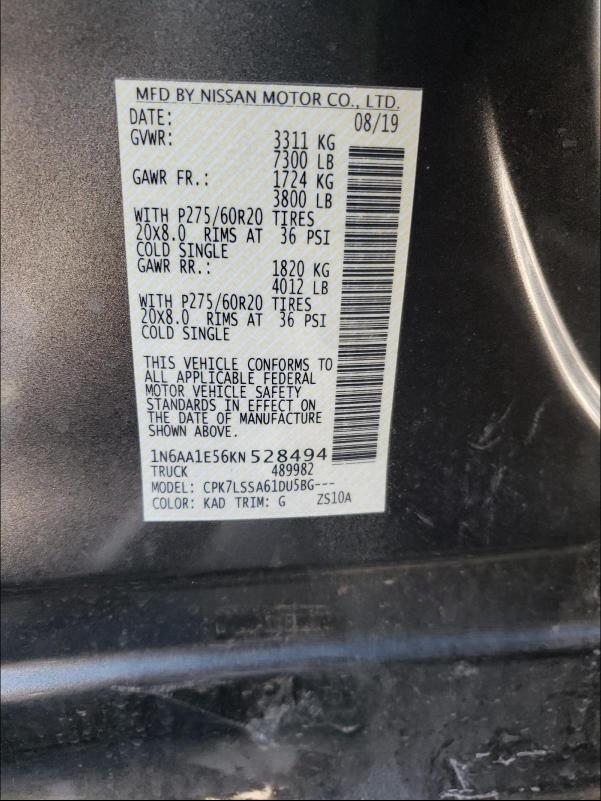 MFD BY NISSAN MOTOR CO., LTD.
DATE: 08/19
GVWR: 3311 KG
7300 LB
GAWR FR.: 1724 KG
3800 LB
WITH P275/60R20 TIRES
20X8.0 RIMS AT 36 PSI
COLD SINGLE
GAWR RR.: 1820 KG
4012 LB
WITH P275/60R20 TIRES
20X8.0 RIMS AT 36 PSI
COLD SINGLE
THIS VEHICLE CONFORMS TO
ALL APPLICABLE FEDERAL
MOTOR VEHICLE SAFETY
STANDARDS IN EFFECT ON
THE DATE OF MANUFACTURE
SHOWN ABOVE.
1N6AA1E56KN528494
TRUCK 489982
MODEL: CPK7LSSA61DU5BG---
COLOR: KAD TRIM: G ZS10A